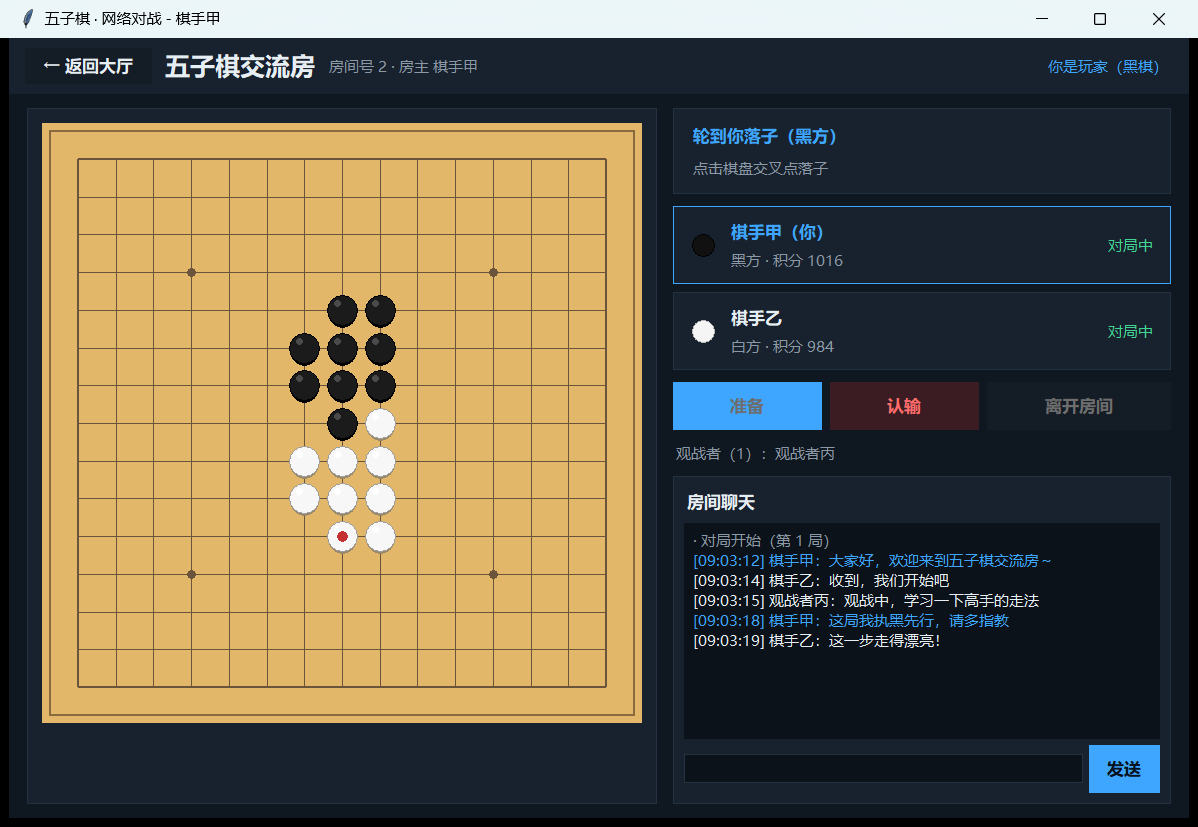 五子棋 · 网络对战 - 棋手甲
← 返回大厅
五子棋交流房
房间号 2 · 房主 棋手甲
你是玩家（黑棋）
轮到你落子（黑方）
点击棋盘交叉点落子
棋手甲（你）
黑方 · 积分 1016
对局中
棋手乙
白方 · 积分 984
对局中
准备
认输
离开房间
观战者（1）：观战者丙
房间聊天
· 对局开始（第 1 局）
[09:03:12] 棋手甲：大家好，欢迎来到五子棋交流房～
[09:03:14] 棋手乙：收到，我们开始吧
[09:03:15] 观战者丙：观战中，学习一下高手的走法
[09:03:18] 棋手甲：这局我执黑先行，请多指教
[09:03:19] 棋手乙：这一步走得漂亮！
发送